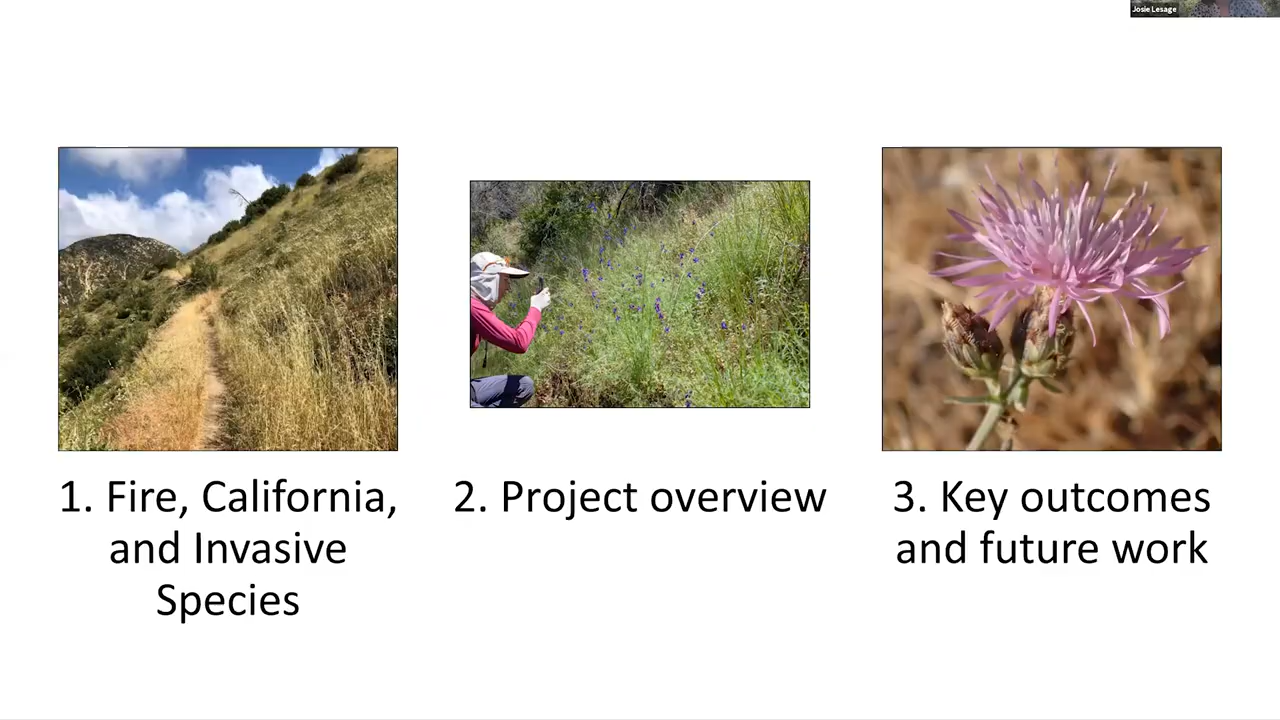 Josie Lesage
1. Fire, California,
and Invasive
Species
2. Project overview
3. Key outcomes
and future work